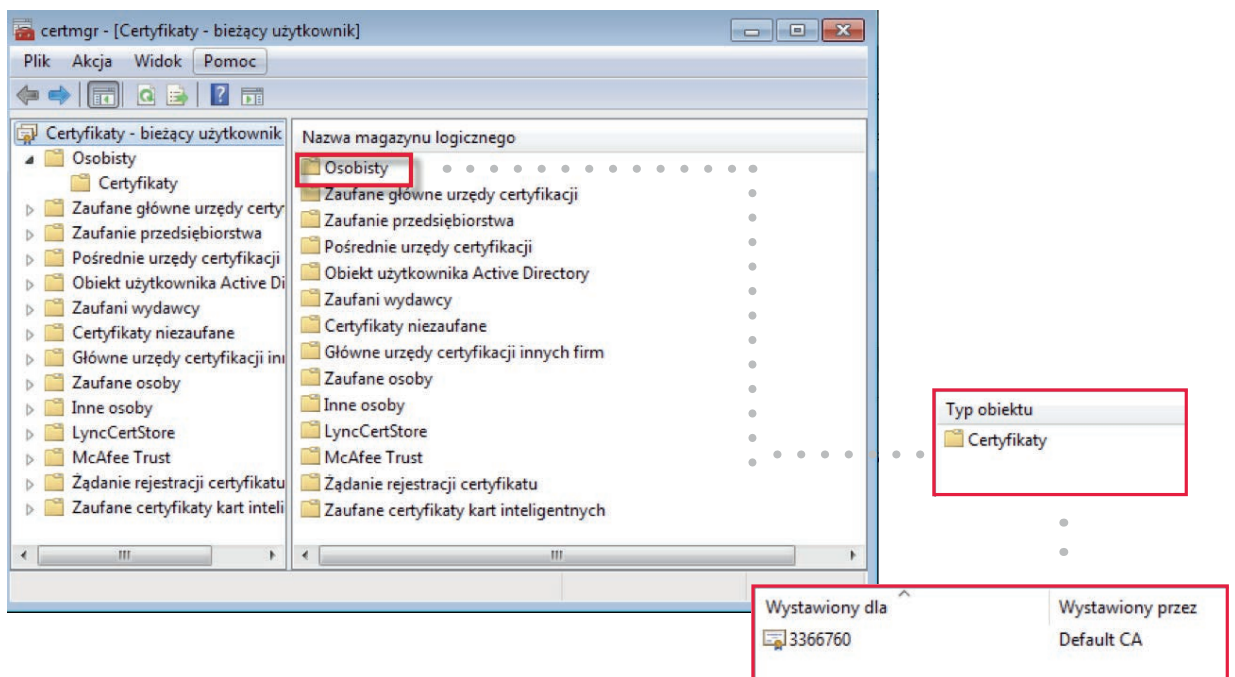 certmgr - [Certyfikaty - bieżący użytkownik]
Plik Akcja Widok Pomoc
Certyfikaty - bieżący użytkownik
Osobisty
Certyfikaty
Zaufane główne urzędy certy
Zaufanie przedsiębiorstwa
Pośrednie urzędy certyfikacji
Obiekt użytkownika Active Di
Zaufani wydawcy
Certyfikaty niezaufane
Główne urzędy certyfikacji inn
Zaufane osoby
Inne osoby
LyncCertStore
McAfee Trust
Żądanie rejestracji certyfikatu
Zaufane certyfikaty kart inteli
Nazwa magazynu logicznego
Osobisty
Zaufane główne urzędy certyfikacji
Zaufanie przedsiębiorstwa
Pośrednie urzędy certyfikacji
Obiekt użytkownika Active Directory
Zaufani wydawcy
Certyfikaty niezaufane
Główne urzędy certyfikacji innych firm
Zaufane osoby
Inne osoby
LyncCertStore
McAfee Trust
Żądanie rejestracji certyfikatu
Zaufane certyfikaty kart inteligentnych
Typ obiektu
Certyfikaty
Wystawiony dla Wystawiony przez
3366760 Default CA